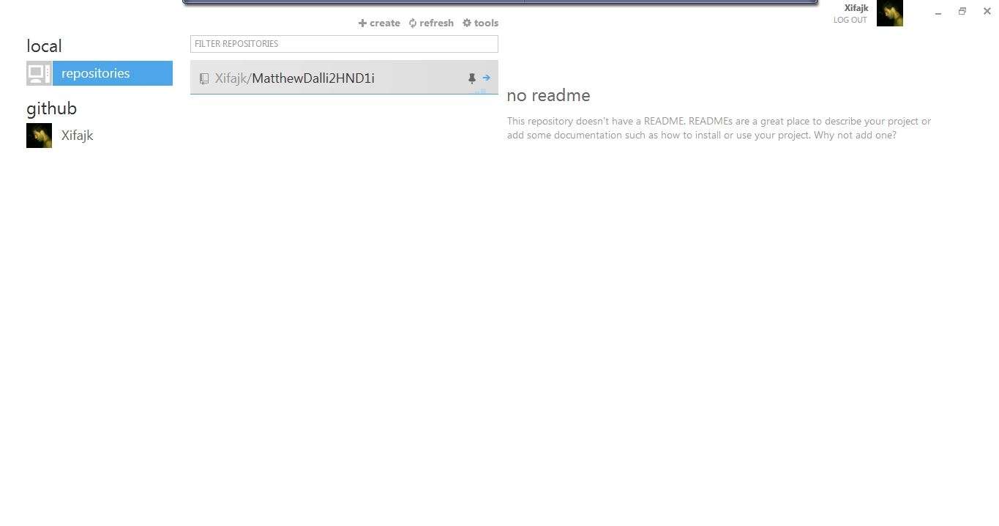 Xifajk
LOG OUT
create refresh tools
local
FILTER REPOSITORIES
repositories
Xifajk/MatthewDalli2HND1i
no readme
github
This repository doesn't have a README. READMEs are a great place to describe your project or
add some documentation such as how to install or use your project. Why not add one?
Xifajk